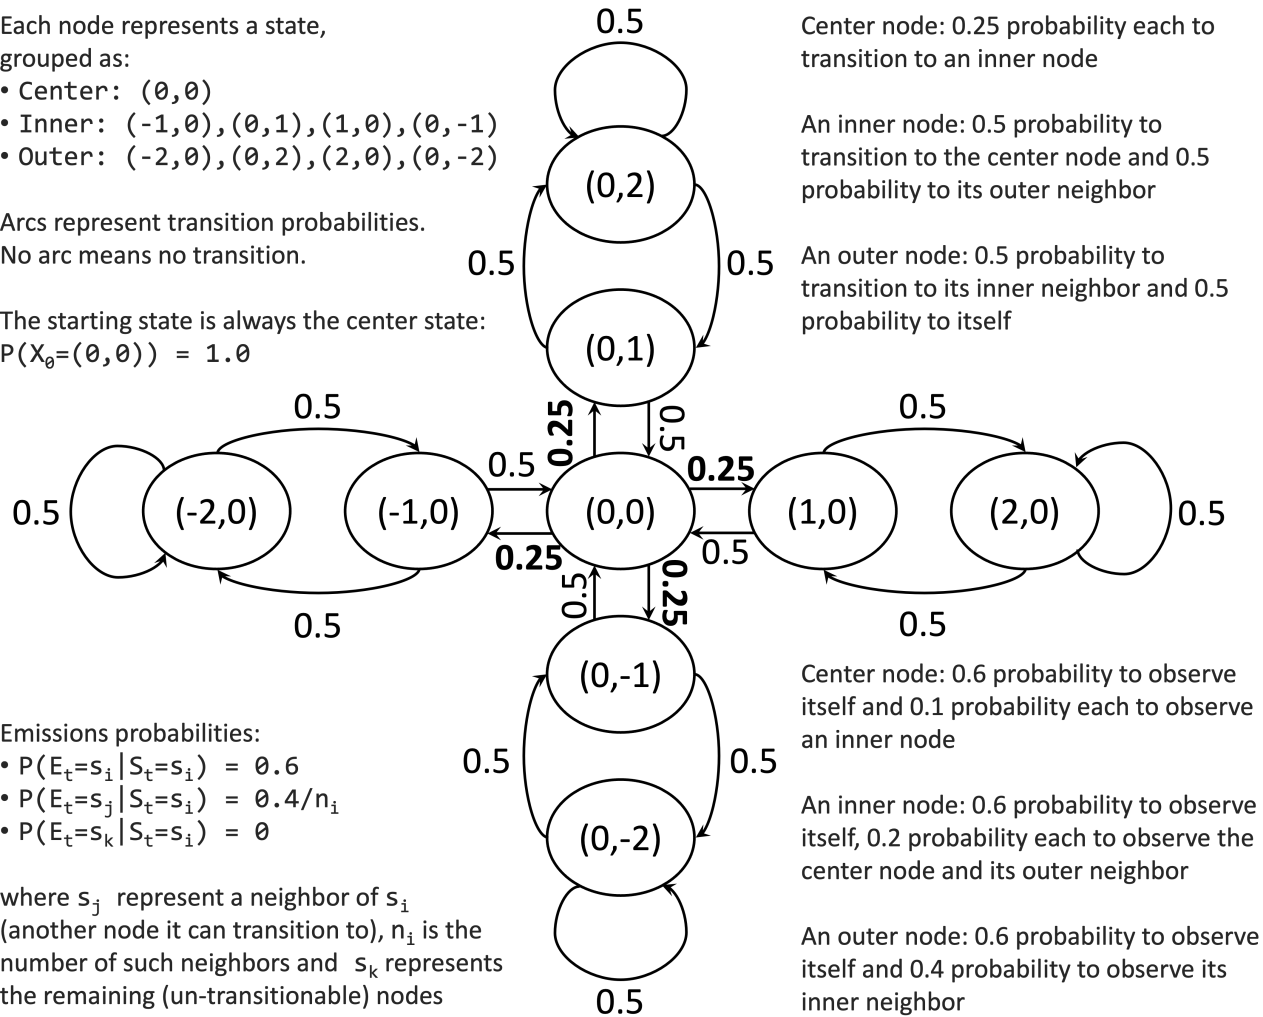 Each node represents a state,
grouped as:
• Center: (0,0)
• Inner: (-1,0),(0,1),(1,0),(0,-1)
• Outer: (-2,0),(0,2),(2,0),(0,-2)
Arcs represent transition probabilities.
No arc means no transition.
The starting state is always the center state:
P(X₀=(0,0)) = 1.0
0.5
(0,2)
0.5
0.5
(0,1)
Center node: 0.25 probability each to
transition to an inner node
An inner node: 0.5 probability to
transition to the center node and 0.5
probability to its outer neighbor
An outer node: 0.5 probability to
transition to its inner neighbor and 0.5
probability to itself
0.5
0.25
0.5
0.5
0.5
0.25
0.5
(-2,0)
(-1,0)
(0,0)
(1,0)
(2,0)
0.5
0.25
0.5
0.5
0.5
0.25
0.5
(0,-1)
0.5
0.5
(0,-2)
0.5
Emissions probabilities:
• P(Eₜ=sᵢ|Sₜ=sᵢ) = 0.6
• P(Eₜ=sⱼ|Sₜ=sᵢ) = 0.4/nᵢ
• P(Eₜ=sₖ|Sₜ=sᵢ) = 0
where sⱼ represent a neighbor of sᵢ
(another node it can transition to), nᵢ is the
number of such neighbors and sₖ represents
the remaining (un-transitionable) nodes
Center node: 0.6 probability to observe
itself and 0.1 probability each to observe
an inner node
An inner node: 0.6 probability to observe
itself, 0.2 probability each to observe the
center node and its outer neighbor
An outer node: 0.6 probability to observe
itself and 0.4 probability to observe its
inner neighbor